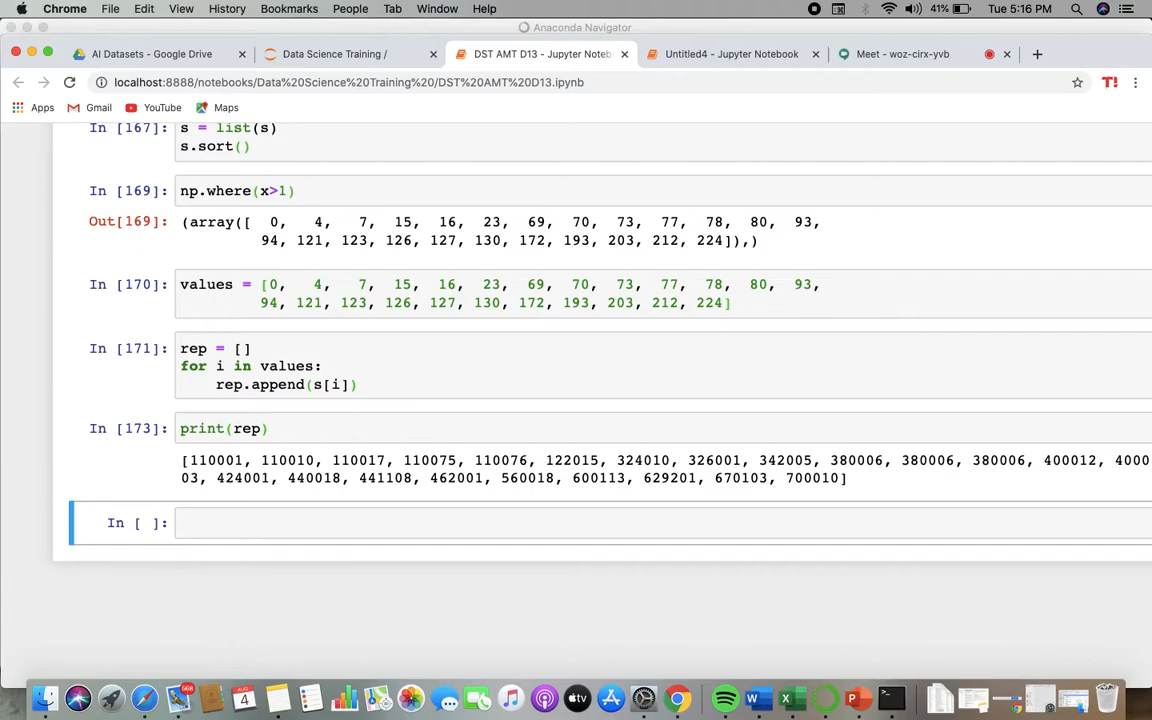 Chrome File Edit View History Bookmarks People Tab Window Help 41% Tue 5:16 PM
Anaconda Navigator
AI Datasets - Google Drive Data Science Training / DST AMT D13 - Jupyter Noteb Untitled4 - Jupyter Notebook Meet - woz-cirx-yvb
localhost:8888/notebooks/Data%20Science%20Training%20/DST%20AMT%20D13.ipynb T!
Apps Gmail YouTube Maps
In [167]: s = list(s)
s.sort()
In [169]: np.where(x>1)
Out[169]: (array([ 0, 4, 7, 15, 16, 23, 69, 70, 73, 77, 78, 80, 93,
94, 121, 123, 126, 127, 130, 172, 193, 203, 212, 224]),)
In [170]: values = [0, 4, 7, 15, 16, 23, 69, 70, 73, 77, 78, 80, 93,
94, 121, 123, 126, 127, 130, 172, 193, 203, 212, 224]
In [171]: rep = []
for i in values:
rep.append(s[i])
In [173]: print(rep)
[110001, 110010, 110017, 110075, 110076, 122015, 324010, 326001, 342005, 380006, 380006, 380006, 400012, 4000
03, 424001, 440018, 441108, 462001, 560018, 600113, 629201, 670103, 700010]
In [ ]:
568
AUG
4
tv